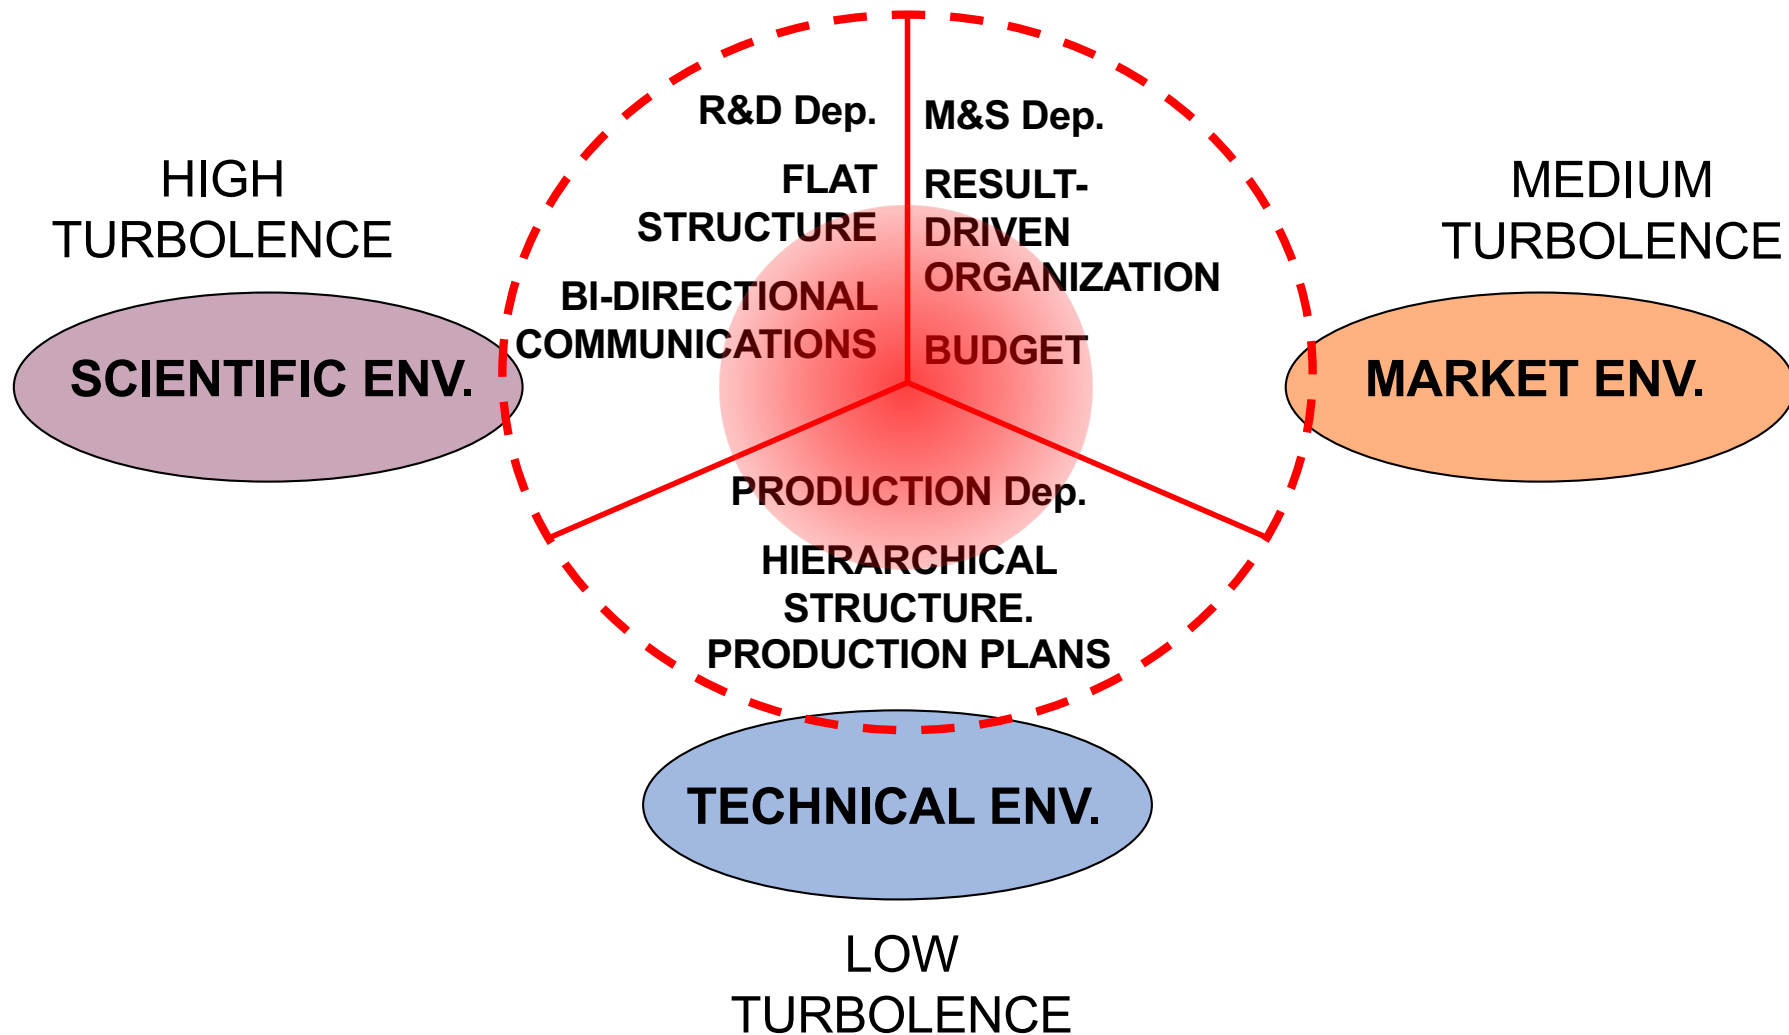 HIGH
TURBOLENCE
SCIENTIFIC ENV.
R&D Dep.
FLAT
STRUCTURE
BI-DIRECTIONAL
COMMUNICATIONS
M&S Dep.
RESULT-
DRIVEN
ORGANIZATION
BUDGET
MEDIUM
TURBOLENCE
MARKET ENV.
PRODUCTION Dep.
HIERARCHICAL
STRUCTURE.
PRODUCTION PLANS
TECHNICAL ENV.
LOW
TURBOLENCE